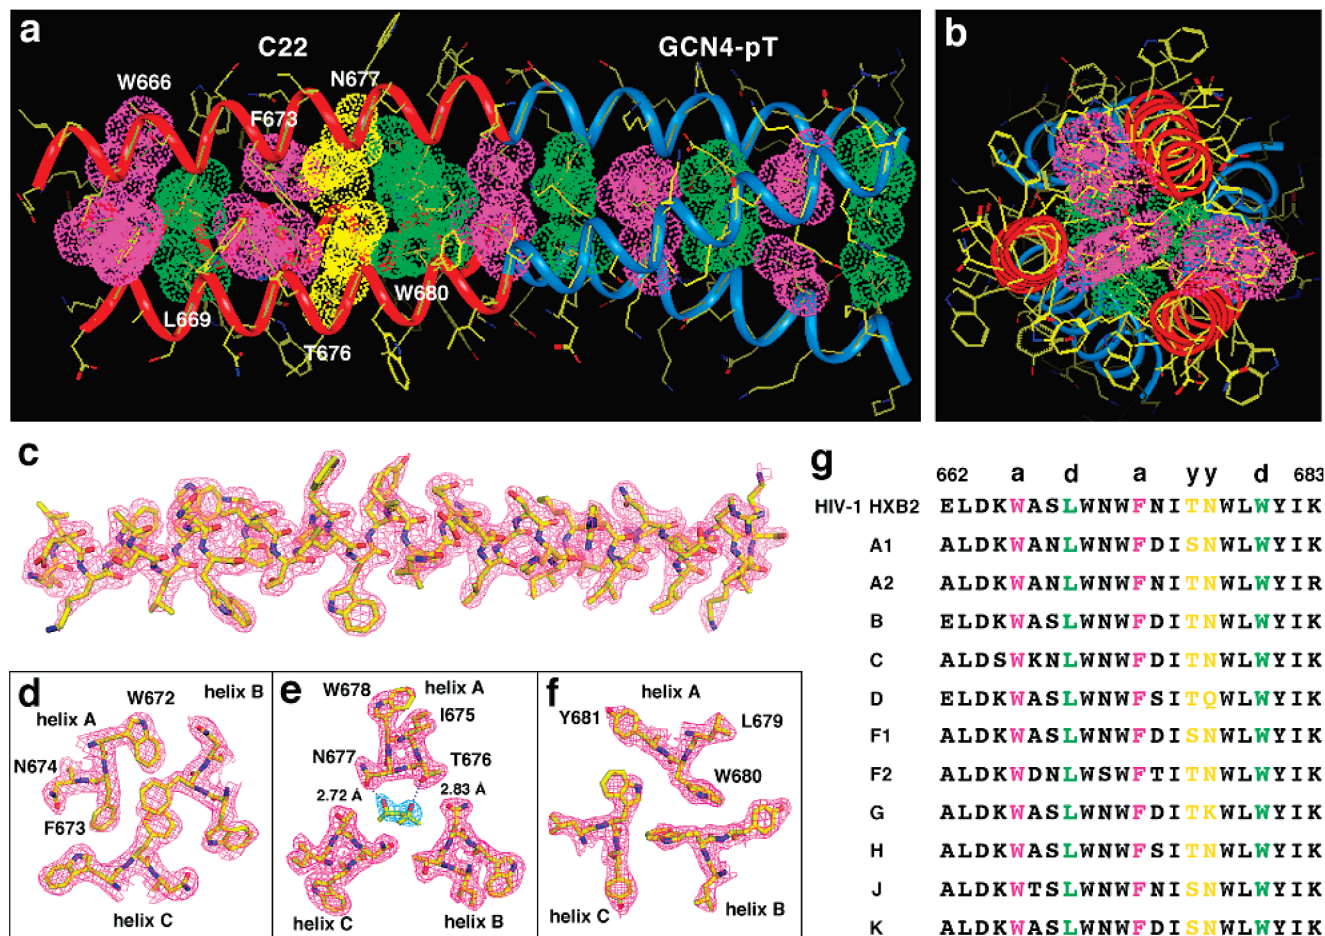 a
C22
GCN4-pT
W666
N677
F673
L669
W680
T676
b
c
d
W672
helix B
helix A
N674
F673
helix C
e
W678
helix A
I675
N677
T676
2.72 Å
2.83 Å
helix C
helix B
f
helix A
Y681
L679
W680
helix C
helix B
g
662 a d a y y d 683
HIV-1 HXB2 ELDKWASLWNWFNITNWLWYIK
A1 ALDKWANLWNWFDISNWLWYIK
A2 ALDKWANLWNWFNITNWLWYIR
B ELDKWASLWNWFNITNWLWYIK
C ALDSWKNLWNWFDITNWLWYIK
D ELDKWASLWNWFSITQWLWYIK
F1 ALDKWASLWNWFDISNWLWYIK
F2 ALDKWDNLWSWFTITNWLWYIK
G ALDKWASLWNWFDITKWLWYIK
H ALDKWASLWNWFSITNWLWYIK
J ALDKWTSLWNWFNISNWLWYIK
K ALDKWASLWNWFDISNWLWYIK